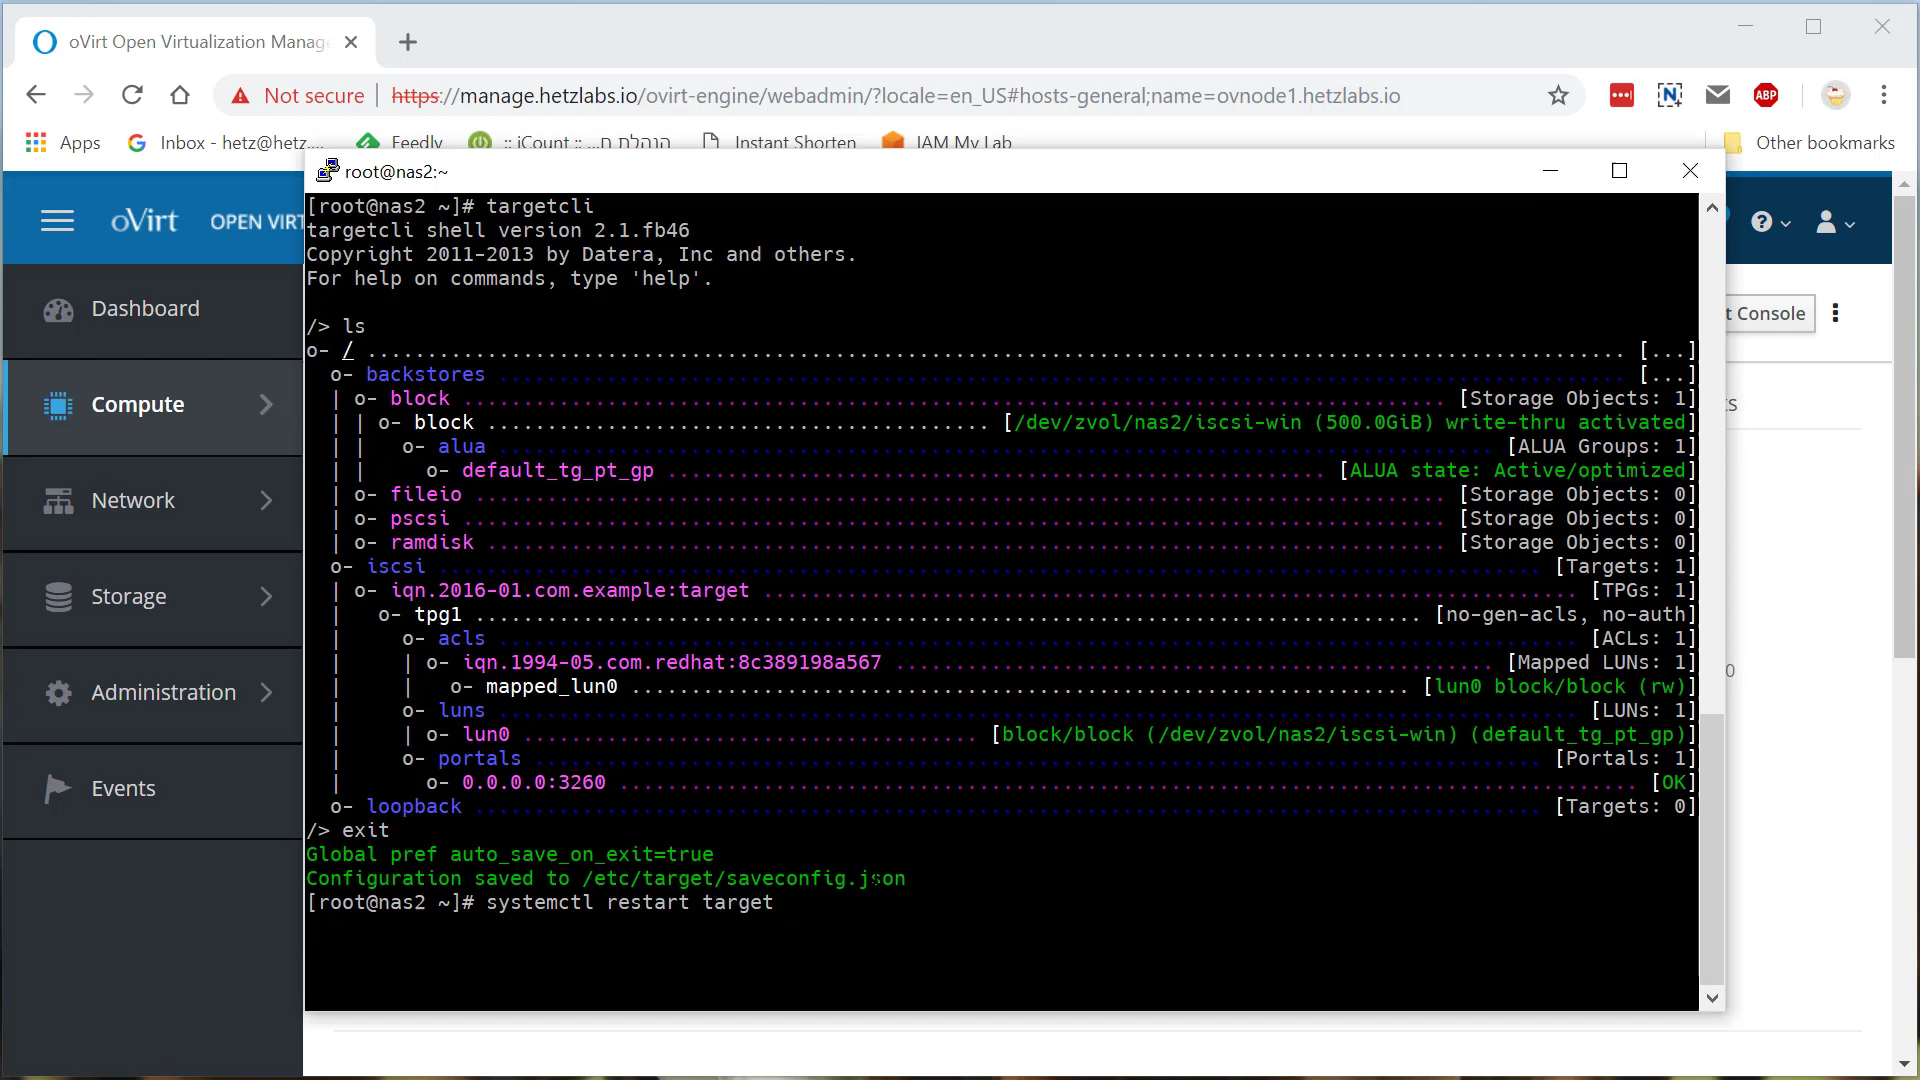 oVirt Open Virtualization Manage
Not secure
https://manage.hetzlabs.io/ovirt-engine/webadmin/?locale=en_US#hosts-general;name=ovnode1.hetzlabs.io
ABP
Apps
Inbox - hetz@hetz....
Feedly
:: iCount :: ...הנהלת ח
Instant Shorten
JAM My Lab
Other bookmarks
root@nas2:~
oVirt OPEN VIRT
t Console
Dashboard
Compute
Network
Storage
Administration
Events
[root@nas2 ~]# targetcli
targetcli shell version 2.1.fb46
Copyright 2011-2013 by Datera, Inc and others.
For help on commands, type 'help'.
/> ls
o- / ........................................ [...]
o- backstores ........................................ [...]
| o- block ........................................ [Storage Objects: 1]
| | o- block ........................................ [/dev/zvol/nas2/iscsi-win (500.0GiB) write-thru activated]
| | o- alua ........................................ [ALUA Groups: 1]
| | o- default_tg_pt_gp ........................................ [ALUA state: Active/optimized]
| o- fileio ........................................ [Storage Objects: 0]
| o- pscsi ........................................ [Storage Objects: 0]
| o- ramdisk ........................................ [Storage Objects: 0]
o- iscsi ........................................ [Targets: 1]
| o- iqn.2016-01.com.example:target ........................................ [TPGs: 1]
| o- tpg1 ........................................ [no-gen-acls, no-auth]
| o- acls ........................................ [ACLs: 1]
| | o- iqn.1994-05.com.redhat:8c389198a567 ........................................ [Mapped LUNs: 1]
| | o- mapped_lun0 ........................................ [lun0 block/block (rw)]
| o- luns ........................................ [LUNs: 1]
| | o- lun0 ........................................ [block/block (/dev/zvol/nas2/iscsi-win) (default_tg_pt_gp)]
| o- portals ........................................ [Portals: 1]
| o- 0.0.0.0:3260 ........................................ [OK]
o- loopback ........................................ [Targets: 0]
/> exit
Global pref auto_save_on_exit=true
Configuration saved to /etc/target/saveconfig.json
[root@nas2 ~]# systemctl restart target